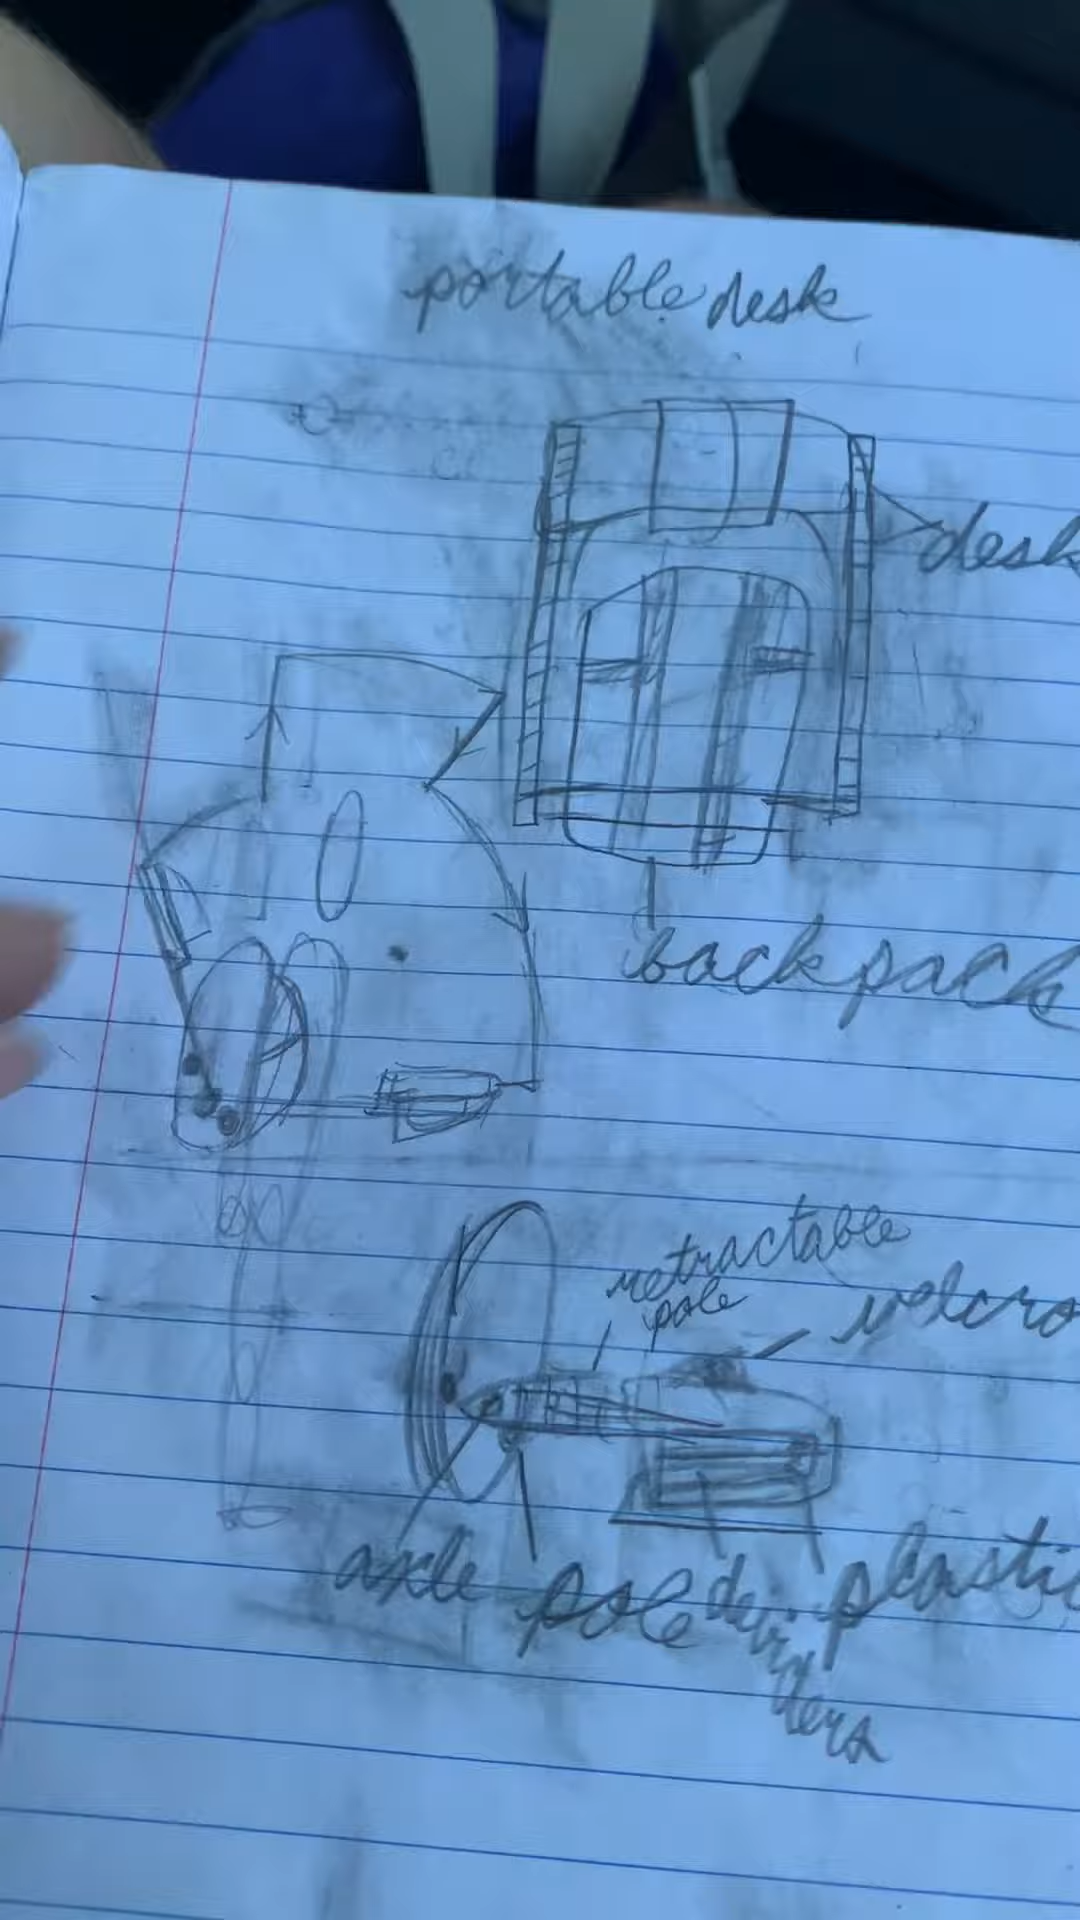 portable desk
desk
backpack
retractable
pole
velcro
axle pole plastic